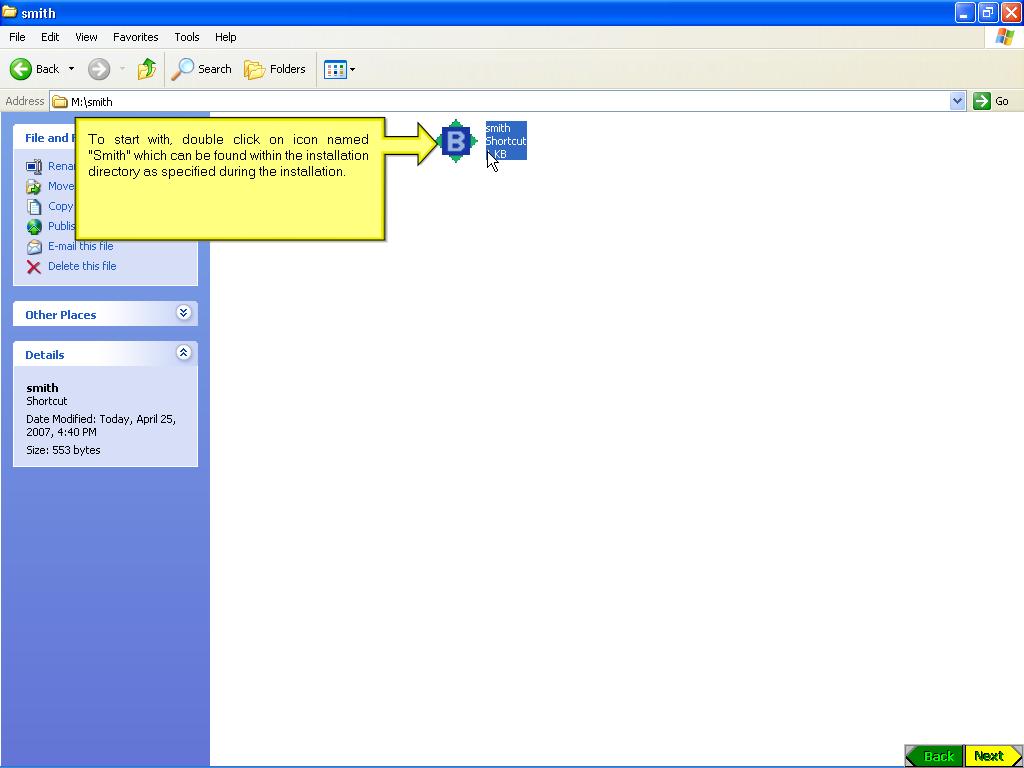 smith
File Edit View Favorites Tools Help
Back Search Folders
Address M:\smith Go
File and
To start with, double click on icon named
"Smith" which can be found within the installation
directory as specified during the installation.
B
smith
Shortcut
KB
Move
Copy
E-mail this file
Delete this file
Other Places
Details
smith
Shortcut
Date Modified: Today, April 25,
2007, 4:40 PM
Size: 553 bytes
Back Next